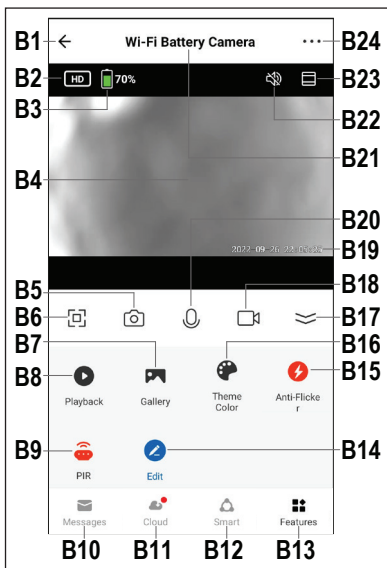 B1
Wi-Fi Battery Camera
B24
B2
HD
70%
B23
B3
B22
B21
B4
B20
B19
B5
B18
B6
B17
B7
B16
B8
B15
Playback
Gallery
Theme
Color
Anti-Flicke
r
B9
B14
PIR
Edit
Messages
Cloud
Smart
Features
B10
B11
B12
B13